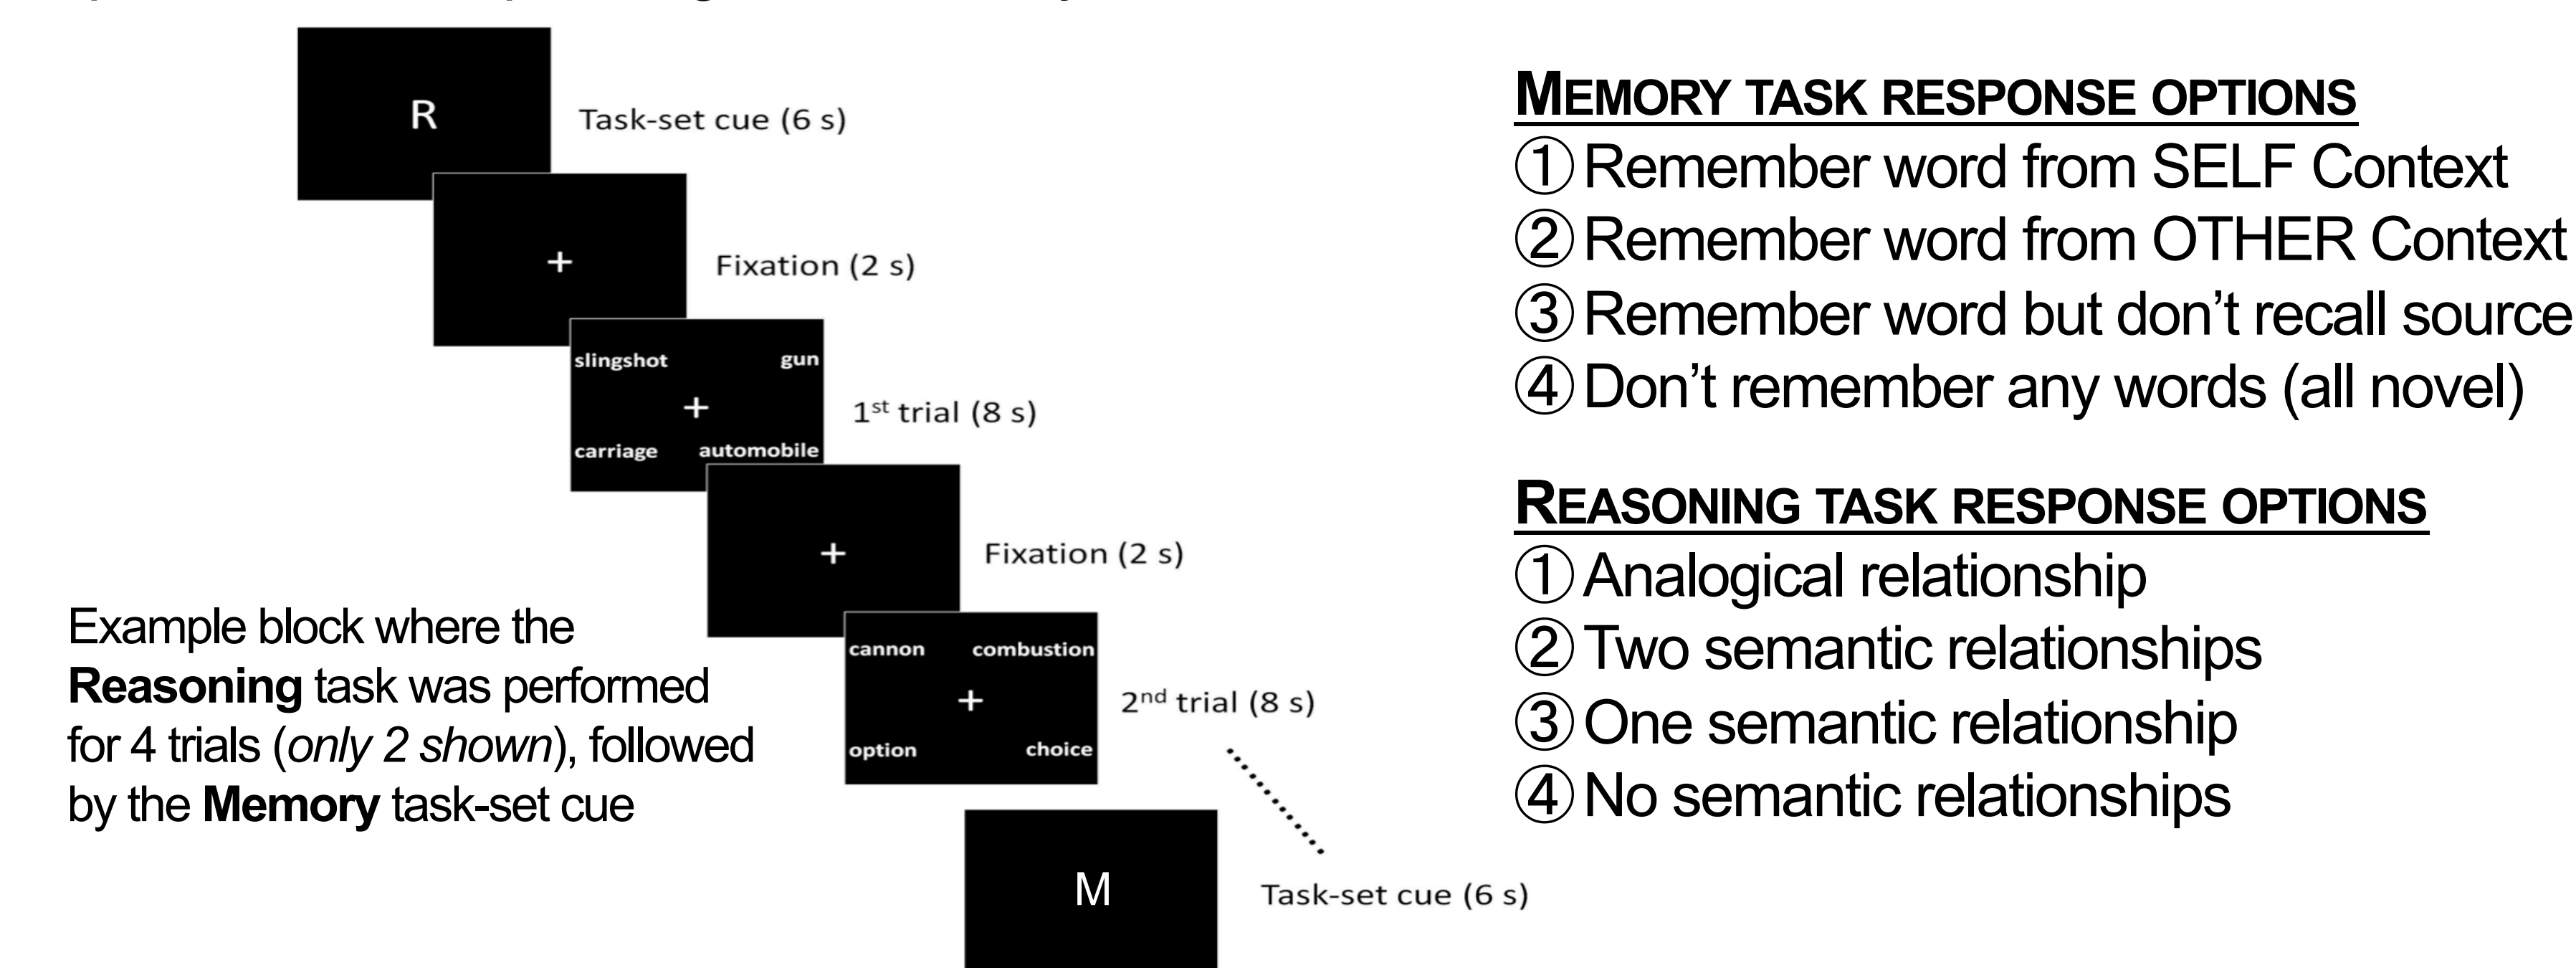 R
Task-set cue (6 s)
+
Fixation (2 s)
slingshot gun
+
1st trial (8 s)
carriage automobile
+
Fixation (2 s)
cannon combustion
+
2nd trial (8 s)
option choice
M
Task-set cue (6 s)
Example block where the
Reasoning task was performed
for 4 trials (only 2 shown), followed
by the Memory task-set cue
MEMORY TASK RESPONSE OPTIONS
① Remember word from SELF Context
② Remember word from OTHER Context
③ Remember word but don’t recall source
④ Don’t remember any words (all novel)
REASONING TASK RESPONSE OPTIONS
① Analogical relationship
② Two semantic relationships
③ One semantic relationship
④ No semantic relationships